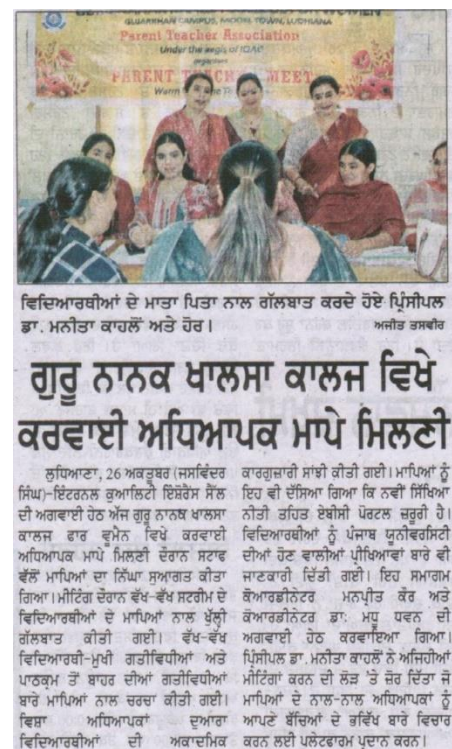 GUJARKHAN CAMPUS, MODEL TOWN, LUDHIANA
Parent Teacher Association
Under the aegis of IQAC
organises
PARENT TEACHER MEET
ਵਿਦਿਆਰਥੀਆਂ ਦੇ ਮਾਤਾ ਪਿਤਾ ਨਾਲ ਗੱਲਬਾਤ ਕਰਦੇ ਹੋਏ ਪ੍ਰਿੰਸੀਪਲ
ਡਾ. ਮਨੀਤਾ ਕਾਹਲੋਂ ਅਤੇ ਹੋਰ।
ਅਜੀਤ ਤਸਵੀਰ
ਗੁਰੂ ਨਾਨਕ ਖਾਲਸਾ ਕਾਲਜ ਵਿਖੇ
ਕਰਵਾਈ ਅਧਿਆਪਕ ਮਾਪੇ ਮਿਲਣੀ
ਲੁਧਿਆਣਾ, 26 ਅਕਤੂਬਰ (ਜਸਵਿੰਦਰ
ਸਿੰਘ)-ਇੰਟਰਨਲ ਕੁਆਲਿਟੀ ਇਸ਼ੋਰੈਂਸ ਸੈੱਲ
ਦੀ ਅਗਵਾਈ ਹੇਠ ਅੱਜ ਗੁਰੂ ਨਾਨਕ ਖਾਲਸਾ
ਕਾਲਜ ਫਾਰ ਵੂਮੈਨ ਵਿਖੇ ਕਰਵਾਈ
ਅਧਿਆਪਕ ਮਾਪੇ ਮਿਲਣੀ ਦੌਰਾਨ ਸਟਾਫ
ਵੱਲੋਂ ਮਾਪਿਆਂ ਦਾ ਨਿੱਘਾ ਸੁਆਗਤ ਕੀਤਾ
ਗਿਆ। ਮੀਟਿੰਗ ਦੌਰਾਨ ਵੱਖ-ਵੱਖ ਸਟਰੀਮ ਦੇ
ਵਿਦਿਆਰਥੀਆਂ ਦੇ ਮਾਪਿਆਂ ਨਾਲ ਖੁੱਲ੍ਹੀ
ਗੱਲਬਾਤ ਕੀਤੀ ਗਈ। ਵੱਖ-ਵੱਖ
ਵਿਦਿਆਰਥੀ-ਮੁਖੀ ਗਤੀਵਿਧੀਆਂ ਅਤੇ
ਪਾਠਕ੍ਰਮ ਤੋਂ ਬਾਹਰ ਦੀਆਂ ਗਤੀਵਿਧੀਆਂ
ਬਾਰੇ ਮਾਪਿਆਂ ਨਾਲ ਚਰਚਾ ਕੀਤੀ ਗਈ।
ਵਿਸ਼ਾ ਅਧਿਆਪਕਾਂ ਦੁਆਰਾ
ਵਿਦਿਆਰਥੀਆਂ ਦੀ ਅਕਾਦਮਿਕ
ਕਾਰਗੁਜ਼ਾਰੀ ਸਾਂਝੀ ਕੀਤੀ ਗਈ। ਮਾਪਿਆਂ ਨੂੰ
ਇਹ ਵੀ ਦੱਸਿਆ ਗਿਆ ਕਿ ਨਵੀਂ ਸਿੱਖਿਆ
ਨੀਤੀ ਤਹਿਤ ਏਬੀਸੀ ਪੋਰਟਲ ਜ਼ਰੂਰੀ ਹੈ।
ਵਿਦਿਆਰਥੀਆਂ ਨੂੰ ਪੰਜਾਬ ਯੂਨੀਵਰਸਿਟੀ
ਦੀਆਂ ਹੋਣ ਵਾਲੀਆਂ ਪ੍ਰੀਖਿਆਵਾਂ ਬਾਰੇ ਵੀ
ਜਾਣਕਾਰੀ ਦਿੱਤੀ ਗਈ। ਇਹ ਸਮਾਗਮ
ਕੋਆਰਡੀਨੇਟਰ ਮਨਪ੍ਰੀਤ ਕੌਰ ਅਤੇ
ਕੋਆਰਡੀਨੇਟਰ ਡਾ: ਮਧੂ ਧਵਨ ਦੀ
ਅਗਵਾਈ ਹੇਠ ਕਰਵਾਇਆ ਗਿਆ।
ਪ੍ਰਿੰਸੀਪਲ ਡਾ. ਮਨੀਤਾ ਕਾਹਲੋਂ ਨੇ ਅਜਿਹੀਆਂ
ਮੀਟਿੰਗਾਂ ਕਰਨ ਦੀ ਲੋੜ 'ਤੇ ਜ਼ੋਰ ਦਿੱਤਾ ਜੋ
ਮਾਪਿਆਂ ਦੇ ਨਾਲ-ਨਾਲ ਅਧਿਆਪਕਾਂ ਨੂੰ
ਆਪਣੇ ਬੱਚਿਆਂ ਦੇ ਭਵਿੱਖ ਬਾਰੇ ਵਿਚਾਰ
ਕਰਨ ਲਈ ਪਲੇਟਫਾਰਮ ਪ੍ਰਦਾਨ ਕਰਨ।